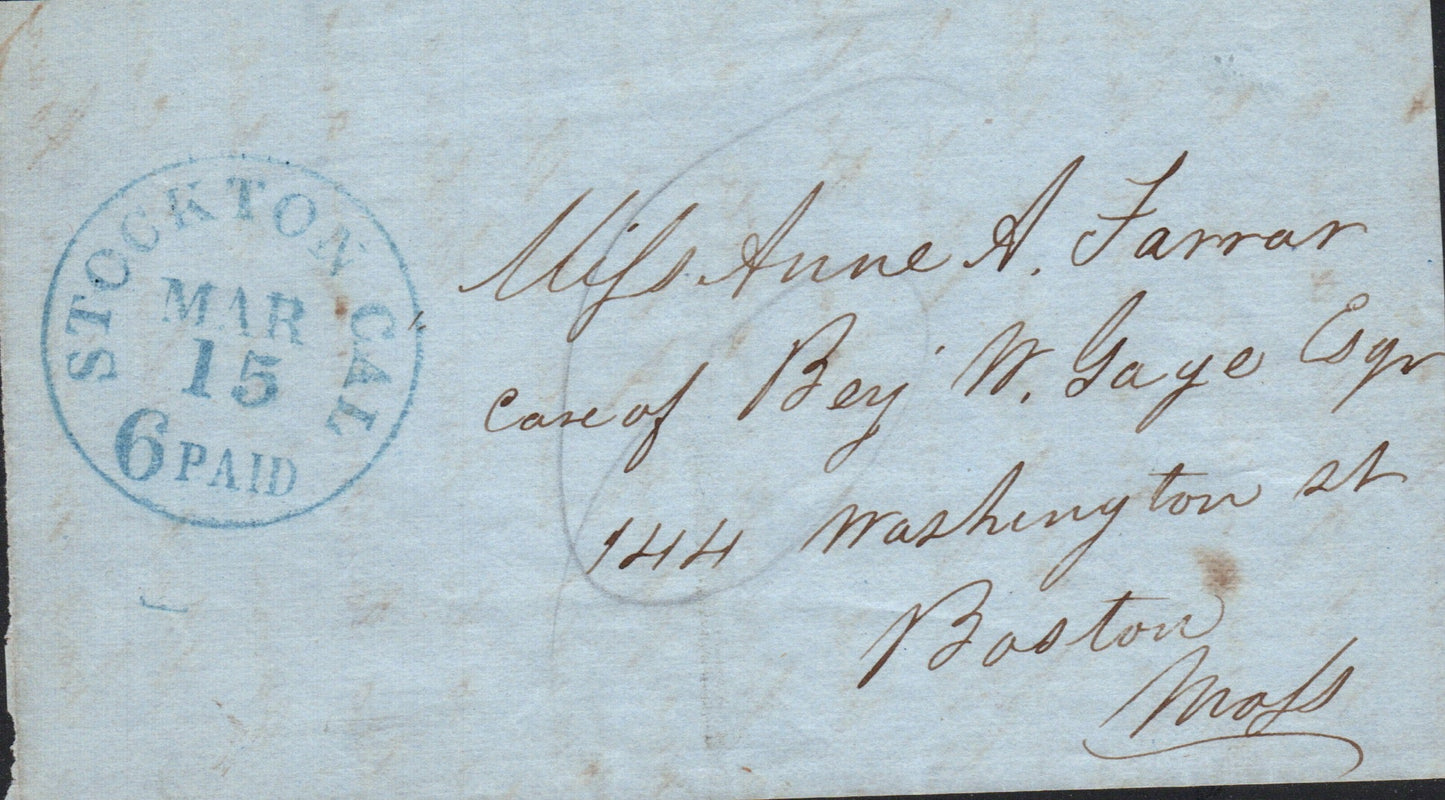 STOCKTON CAL
MAR
15
6 PAID
Miss Anne A. Farrar
Care of Benj W. Gaye Esqr
144 Washington st
Boston
Mass